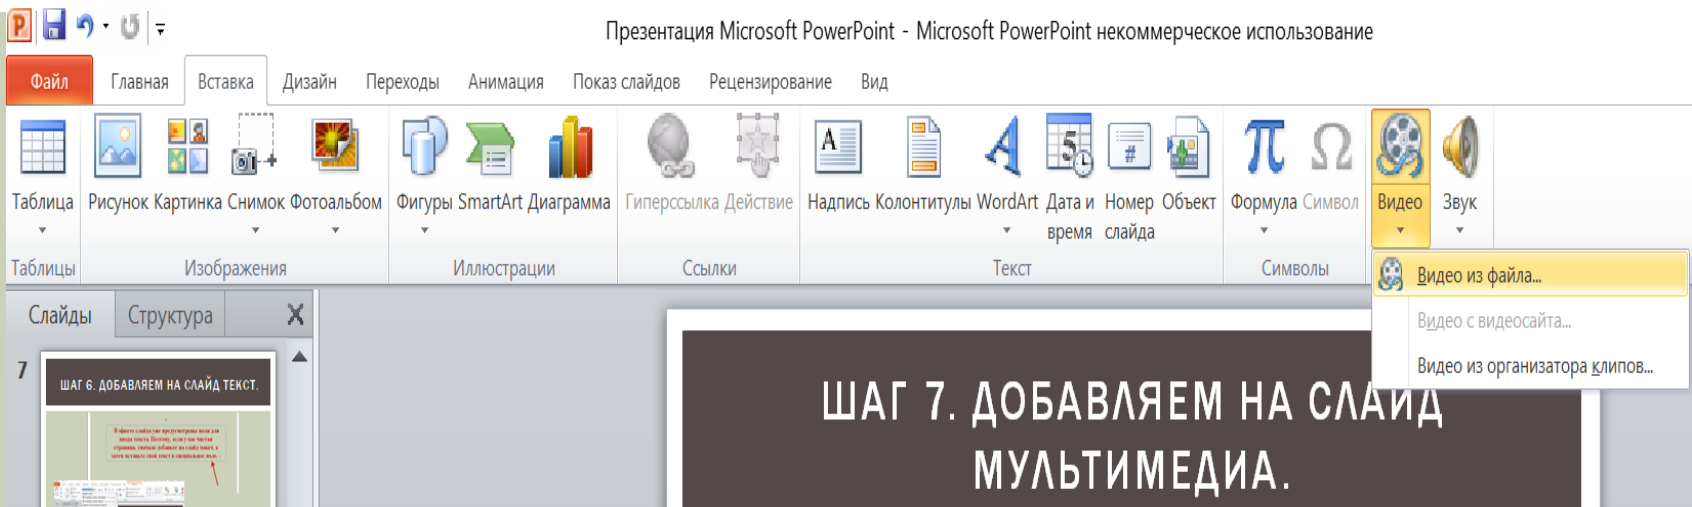 Презентация Microsoft PowerPoint - Microsoft PowerPoint некоммерческое использование
Файл Главная Вставка Дизайн Переходы Анимация Показ слайдов Рецензирование Вид
Таблица Рисунок Картинка Снимок Фотоальбом Фигуры SmartArt Диаграмма Гиперссылка Действие Надпись Колонтитулы WordArt Дата и Номер Объект Формула Символ Видео Звук
время слайда
Таблицы Изображения Иллюстрации Ссылки Текст Символы
Видео из файла...
Видео с видеосайта...
Видео из организатора клипов...
Слайды Структура
7
ШАГ 6. ДОБАВЛЯЕМ НА СЛАЙД ТЕКСТ.
ШАГ 7. ДОБАВЛЯЕМ НА СЛАЙД
МУЛЬТИМЕДИА.